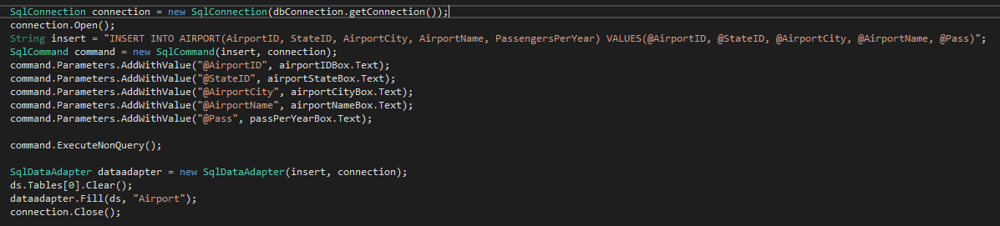 SqlConnection connection = new SqlConnection(dbConnection.getConnection());
connection.Open();
String insert = "INSERT INTO AIRPORT(AirportID, StateID, AirportCity, AirportName, PassengersPerYear) VALUES(@AirportID, @StateID, @AirportCity, @AirportName, @Pass)";
SqlCommand command = new SqlCommand(insert, connection);
command.Parameters.AddWithValue("@AirportID", airportIDBox.Text);
command.Parameters.AddWithValue("@StateID", airportStateBox.Text);
command.Parameters.AddWithValue("@AirportCity", airportCityBox.Text);
command.Parameters.AddWithValue("@AirportName", airportNameBox.Text);
command.Parameters.AddWithValue("@Pass", passPerYearBox.Text);
command.ExecuteNonQuery();
SqlDataAdapter dataadapter = new SqlDataAdapter(insert, connection);
ds.Tables[0].Clear();
dataadapter.Fill(ds, "Airport");
connection.Close();